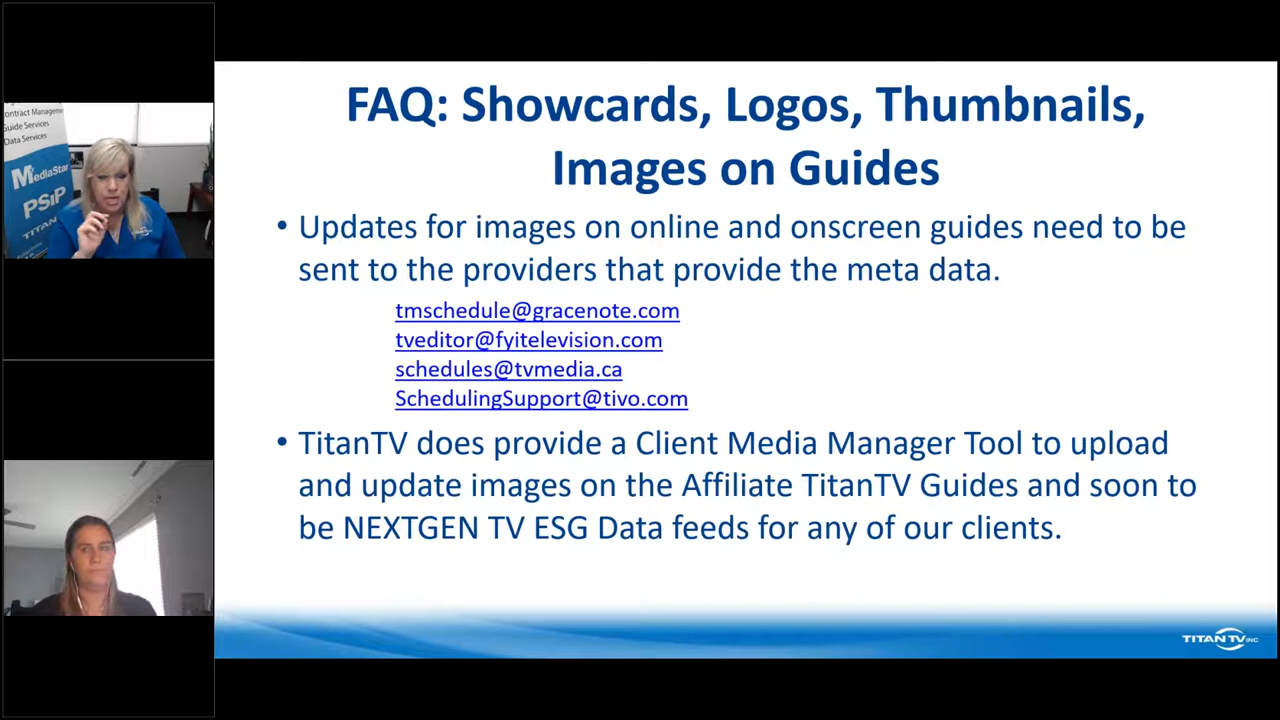 ontract Manageme
Guide Services
Data Services
MediaStar
PSiP
TITAN
FAQ: Showcards, Logos, Thumbnails,
Images on Guides
• Updates for images on online and onscreen guides need to be
sent to the providers that provide the meta data.
tmschedule@gracenote.com
tveditor@fyitelevision.com
schedules@tvmedia.ca
SchedulingSupport@tivo.com
• TitanTV does provide a Client Media Manager Tool to upload
and update images on the Affiliate TitanTV Guides and soon to
be NEXTGEN TV ESG Data feeds for any of our clients.
TITANTV INC